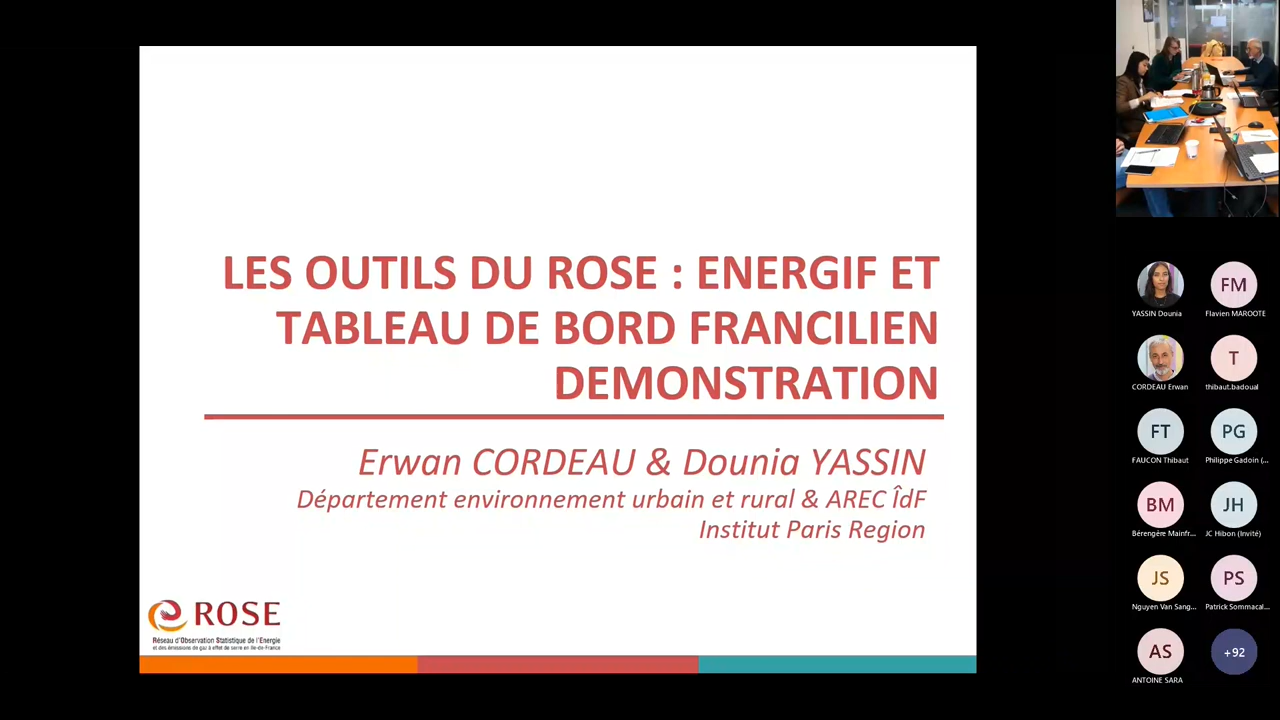 LES OUTILS DU ROSE : ENERGIF ET
TABLEAU DE BORD FRANCILIEN
DEMONSTRATION
Erwan CORDEAU & Dounia YASSIN
Département environnement urbain et rural & AREC ÎdF
Institut Paris Region
ROSE
Réseau d'Observation Statistique de l'Energie
et des émissions de gaz à effet de serre en Ile-de-France
FM
YASSIN Dounia
Flavien MAROOTE
T
CORDEAU Erwan
thibaut.badoual
FT
PG
FAUCON Thibaut
Philippe Gadoin (...
BM
JH
Bérengère Mainfr...
JC Hibon (Invité)
JS
PS
Nguyen Van Sang...
Patrick Sommacal...
AS
+92
ANTOINE SARA